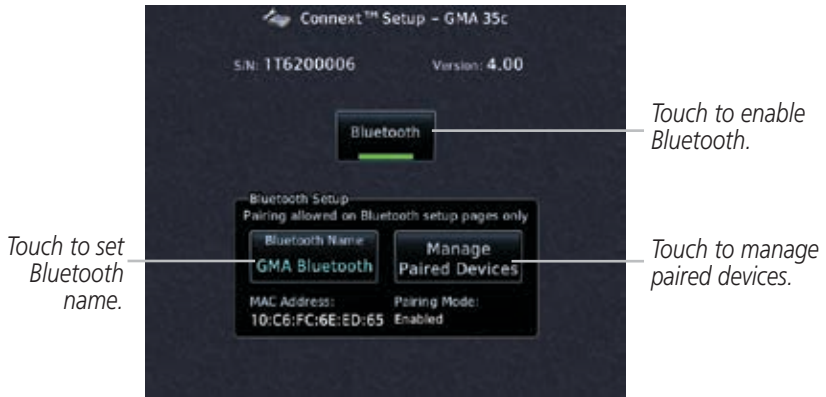 Connext™ Setup – GMA 35c
S/N: 1T6200006 Version: 4.00
Bluetooth
Touch to enable
Bluetooth.
Bluetooth Setup
Pairing allowed on Bluetooth setup pages only
Touch to set
Bluetooth
name.
Bluetooth Name
GMA Bluetooth
Manage
Paired Devices
Touch to manage
paired devices.
MAC Address:
10:C6:FC:6E:ED:65
Pairing Mode:
Enabled